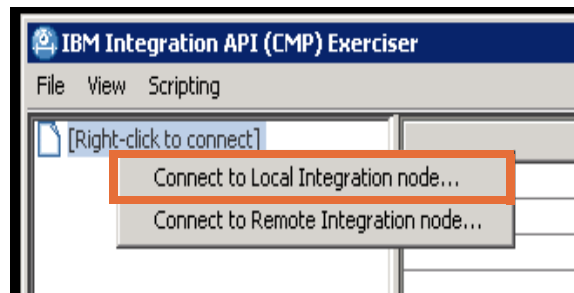 IBM Integration API (CMP) Exerciser
File View Scripting
[Right-click to connect]
Connect to Local Integration node...
Connect to Remote Integration node...